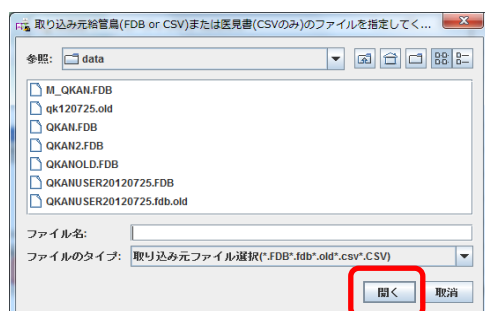 取り込み元給管鳥(FDB or CSV)または医見書(CSVのみ)のファイルを指定してく...
参照: data
M_QKAN.FDB
qk120725.old
QKAN.FDB
QKAN2.FDB
QKANOLD.FDB
QKANUSER20120725.FDB
QKANUSER20120725.fdb.old
ファイル名:
ファイルのタイプ: 取り込み元ファイル選択(*.FDB*.fdb*.old*.csv*.CSV)
開く 取消